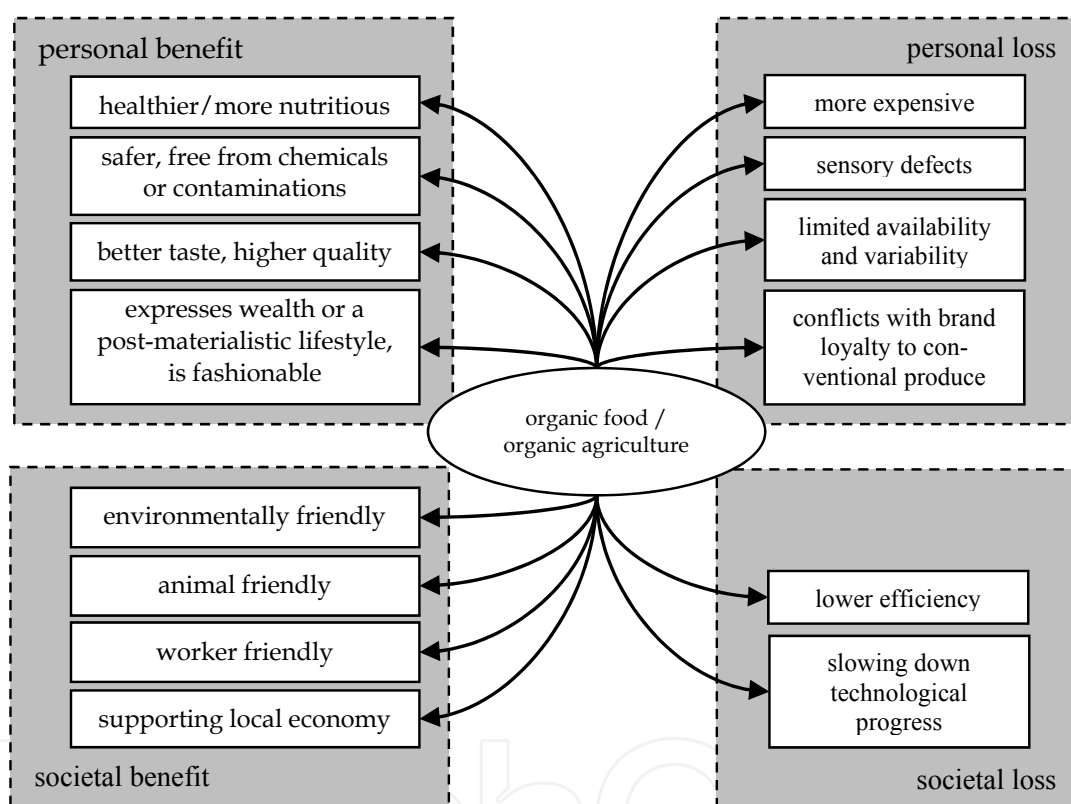 personal benefit
healthier/more nutritious
safer, free from chemicals
or contaminations
better taste, higher quality
expresses wealth or a
post-materialistic lifestyle,
is fashionable
personal loss
more expensive
sensory defects
limited availability
and variability
conflicts with brand
loyalty to con-
ventional produce
organic food /
organic agriculture
environmentally friendly
animal friendly
worker friendly
supporting local economy
societal benefit
lower efficiency
slowing down
technological
progress
societal loss